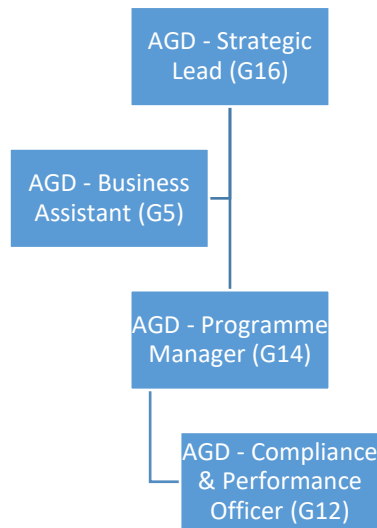 AGD - Strategic
Lead (G16)
AGD - Business
Assistant (G5)
AGD - Programme
Manager (G14)
AGD - Compliance
& Performance
Officer (G12)